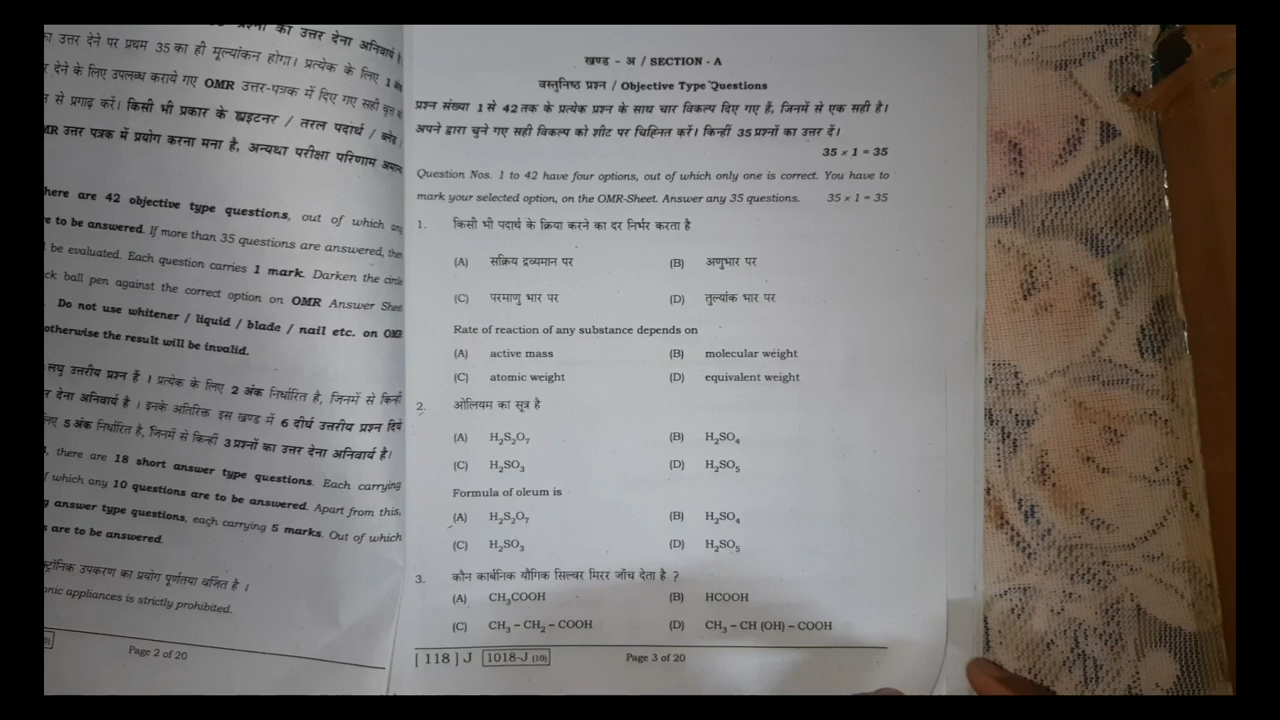 का उत्तर देना अनिवार्य है।
का उत्तर देने पर प्रथम 35 का ही मूल्यांकन होगा। प्रत्येक के लिए 1
देने के लिए उपलब्ध कराये गए OMR उत्तर-पत्रक में दिए गए सही वृत्त
से प्रगाढ़ करें। किसी भी प्रकार के ह्वाइटनर / तरल पदार्थ / ब्लेड /
उत्तर पत्रक में प्रयोग करना मना है, अन्यथा परीक्षा परिणाम
here are 42 objective type questions, out of which
to be answered. If more than 35 questions are answered, the
be evaluated. Each question carries 1 mark. Darken the circle
ck ball pen against the correct option on OMR Answer Sheet
Do not use whitener / liquid / blade / nail etc. on OMR
otherwise the result will be invalid.
लघु उत्तरीय प्रश्न हैं । प्रत्येक के लिए 2 अंक निर्धारित है, जिनमें से किन्हीं
देना अनिवार्य है । इनके अतिरिक्त इस खण्ड में 6 दीर्घ उत्तरीय प्रश्न दिये
लिए 5 अंक निर्धारित है, जिनमें से किन्हीं 3 प्रश्नों का उत्तर देना अनिवार्य है।
there are 18 short answer type questions. Each carrying
which any 10 questions are to be answered. Apart from this,
answer type questions, each carrying 5 marks. Out of which
are to be answered.
उपकरण का प्रयोग पूर्णतया वर्जित है ।
onic appliances is strictly prohibited.
Page 2 of 20
खण्ड - अ / SECTION - A
वस्तुनिष्ठ प्रश्न / Objective Type Questions
प्रश्न संख्या 1 से 42 तक के प्रत्येक प्रश्न के साथ चार विकल्प दिए गए हैं, जिनमें से एक सही है।
अपने द्वारा चुने गए सही विकल्प को शीट पर चिह्नित करें। किन्हीं 35 प्रश्नों का उत्तर दें।
35 × 1 = 35
Question Nos. 1 to 42 have four options, out of which only one is correct. You have to
mark your selected option, on the OMR-Sheet. Answer any 35 questions. 35 × 1 = 35
1. किसी भी पदार्थ के क्रिया करने का दर निर्भर करता है
(A) सक्रिय द्रव्यमान पर (B) अणुभार पर
(C) परमाणु भार पर (D) तुल्यांक भार पर
Rate of reaction of any substance depends on
(A) active mass (B) molecular weight
(C) atomic weight (D) equivalent weight
2. ओलियम का सूत्र है
(A) H₂S₂O₇ (B) H₂SO₄
(C) H₂SO₃ (D) H₂SO₅
Formula of oleum is
(A) H₂S₂O₇ (B) H₂SO₄
(C) H₂SO₃ (D) H₂SO₅
3. कौन कार्बनिक यौगिक सिल्वर मिरर जाँच देता है ?
(A) CH₃COOH (B) HCOOH
(C) CH₃ – CH₂ – COOH (D) CH₃ – CH (OH) – COOH
[ 118 ] J 1018-J (10) Page 3 of 20